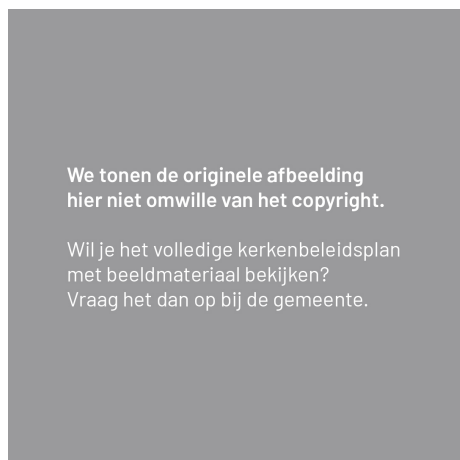 We tonen de originele afbeelding
hier niet omwille van het copyright.
Wil je het volledige kerkenbeleidsplan
met beeldmateriaal bekijken?
Vraag het dan op bij de gemeente.